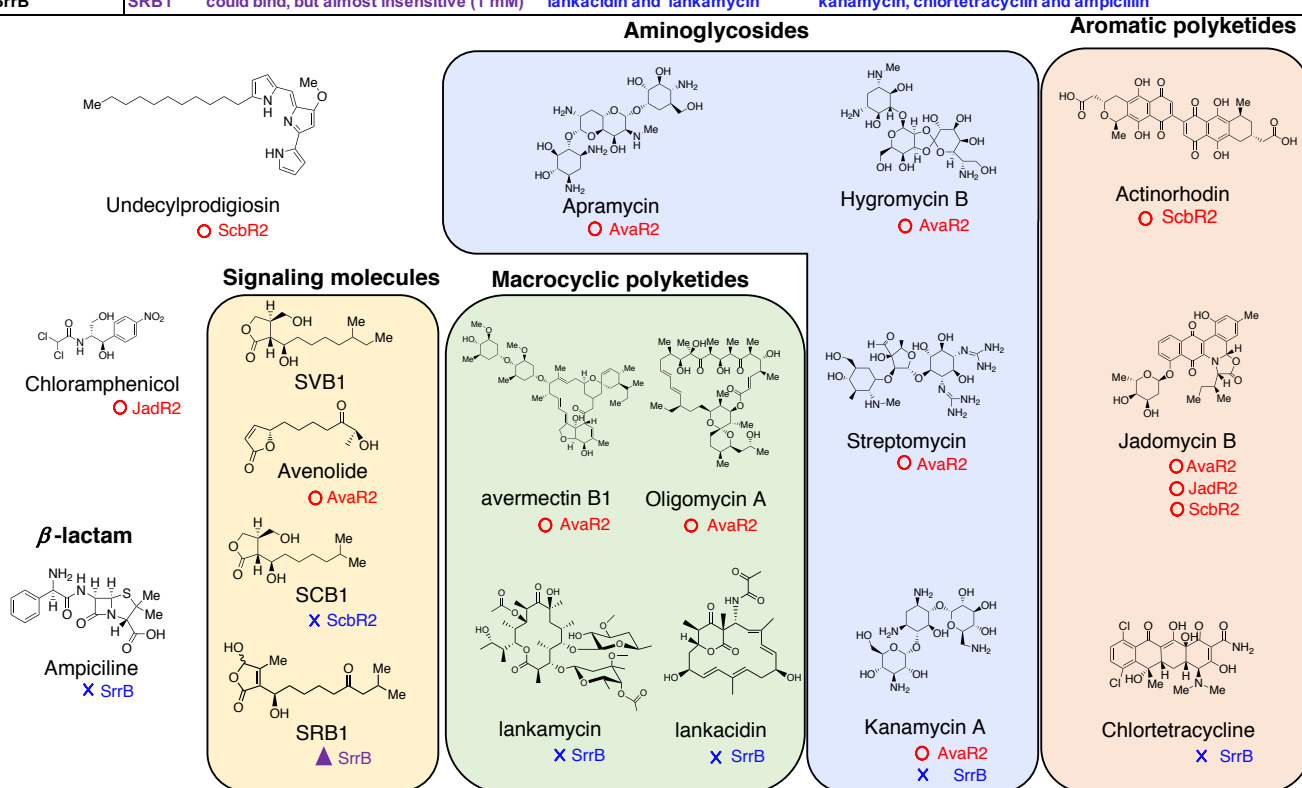 SrrB SRB1 could bind, but almost insensitive (1 mM) lankacidin and lankamycin kanamycin, chlortetracyclin and ampicillin
Aminoglycosides
Aromatic polyketides
Undecylprodigiosin
ScbR2
Apramycin
AvaR2
Hygromycin B
AvaR2
Actinorhodin
ScbR2
Signaling molecules
Macrocyclic polyketides
Chloramphenicol
JadR2
SVB1
Avenolide
AvaR2
avermectin B1
AvaR2
Oligomycin A
AvaR2
Streptomycin
AvaR2
Jadomycin B
AvaR2
JadR2
ScbR2
β-lactam
Ampiciline
X SrrB
SCB1
X ScbR2
SRB1
SrrB
lankamycin
X SrrB
lankacidin
X SrrB
Kanamycin A
AvaR2
X SrrB
Chlortetracycline
X SrrB